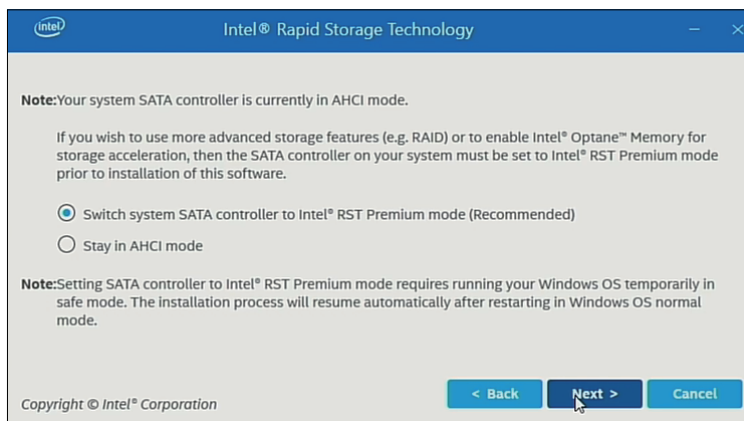 intel
Intel® Rapid Storage Technology
Note:Your system SATA controller is currently in AHCI mode.
If you wish to use more advanced storage features (e.g. RAID) or to enable Intel® Optane™ Memory for
storage acceleration, then the SATA controller on your system must be set to Intel® RST Premium mode
prior to installation of this software.
Switch system SATA controller to Intel® RST Premium mode (Recommended)
Stay in AHCI mode
Note:Setting SATA controller to Intel® RST Premium mode requires running your Windows OS temporarily in
safe mode. The installation process will resume automatically after restarting in Windows OS normal
mode.
< Back
Next >
Cancel
Copyright © Intel® Corporation